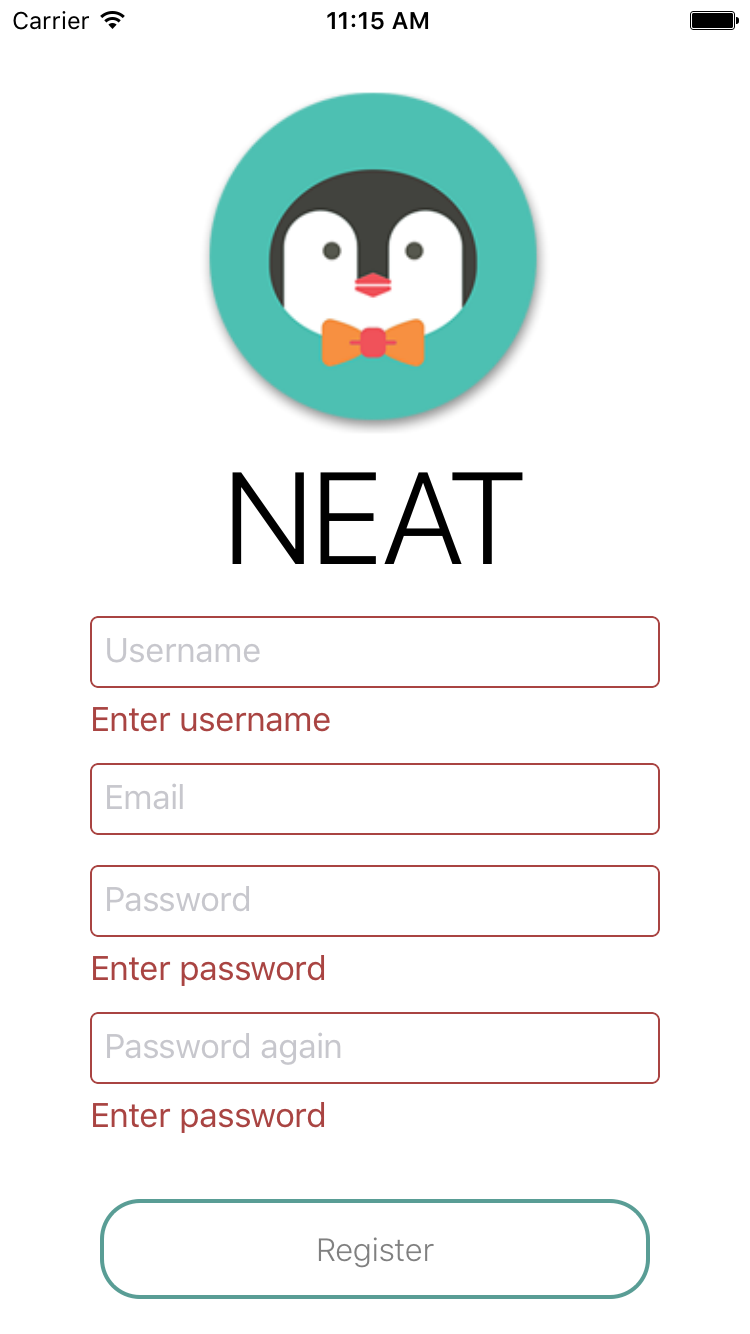 Carrier 11:15 AM
NEAT
Username
Enter username
Email
Password
Enter password
Password again
Enter password
Register